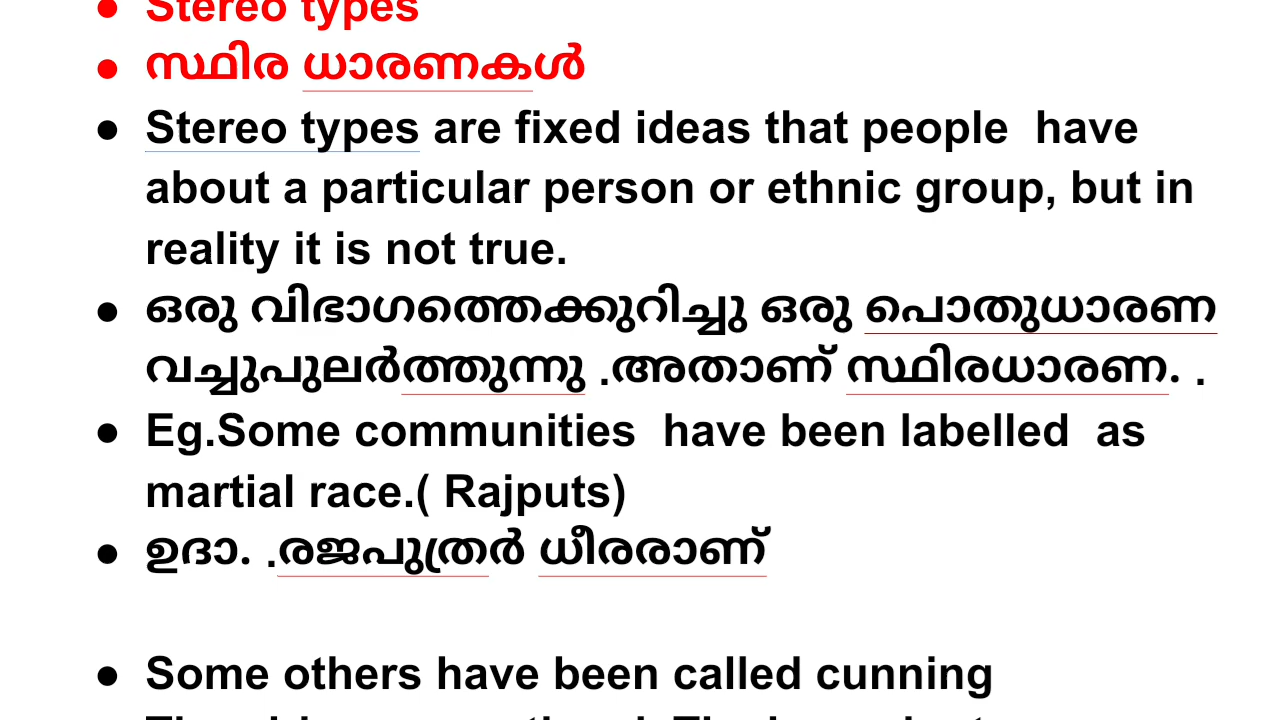 ● Stereo types
● സ്ഥിര ധാരണകൾ
● Stereo types are fixed ideas that people  have
about a particular person or ethnic group, but in
reality it is not true.
● ഒരു വിഭാഗത്തെക്കുറിച്ചു ഒരു പൊതുധാരണ
വച്ചുപുലർത്തുന്നു .അതാണ് സ്ഥിരധാരണ. .
● Eg.Some communities  have been labelled  as
martial race.( Rajputs)
● ഉദാ. .രജപുത്രർ ധീരരാണ്
● Some others have been called cunning